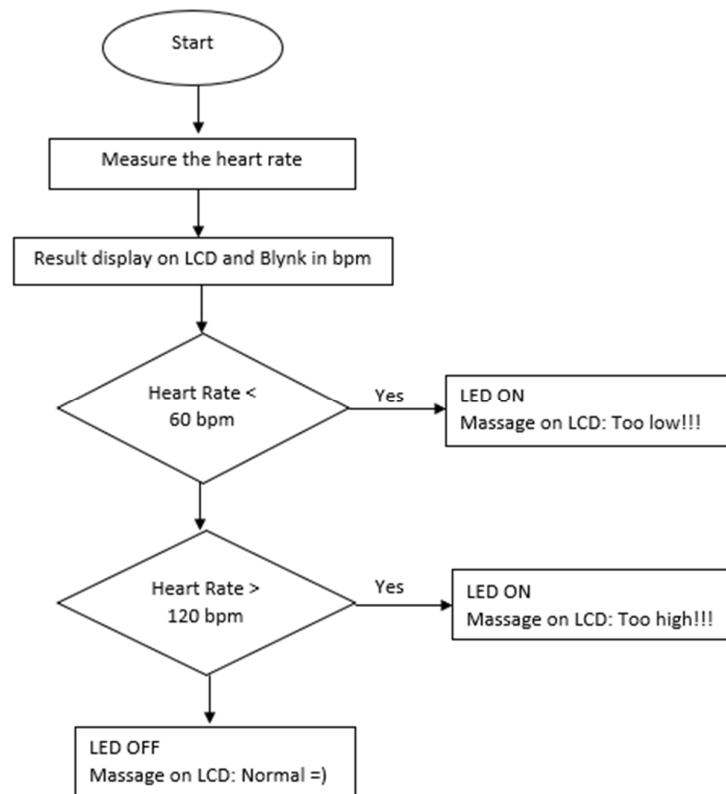 Start
Measure the heart rate
Result display on LCD and Blynk in bpm
Heart Rate <
60 bpm
Yes
LED ON
Massage on LCD: Too low!!!
Heart Rate >
120 bpm
Yes
LED ON
Massage on LCD: Too high!!!
LED OFF
Massage on LCD: Normal =)